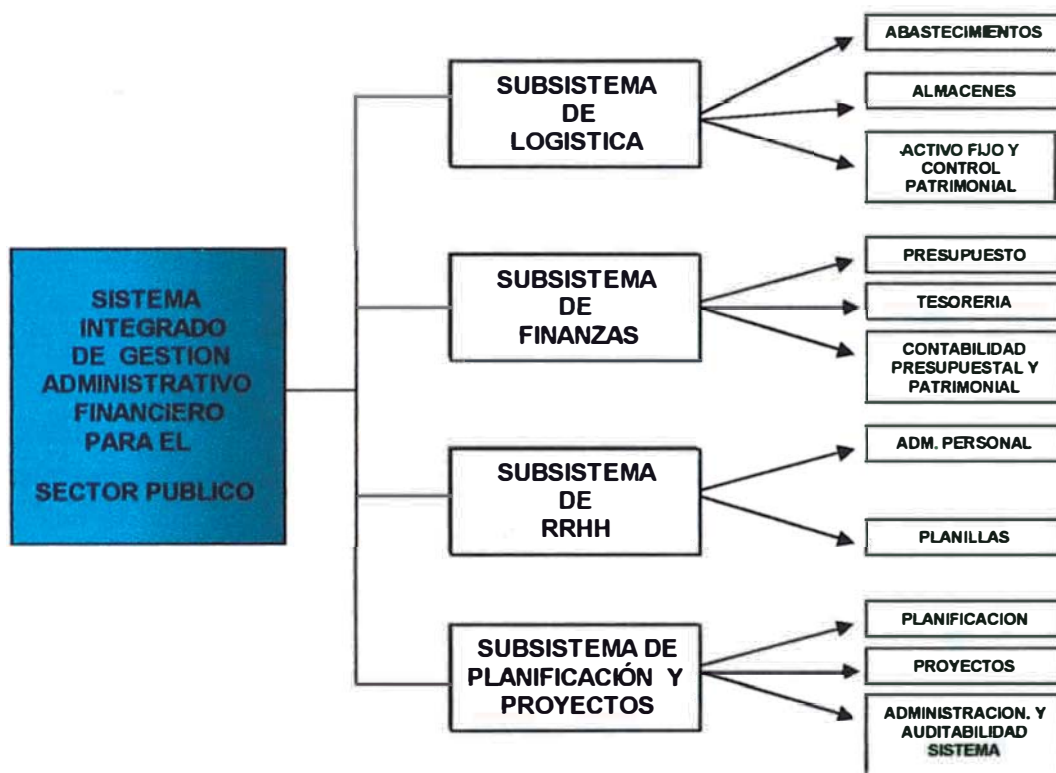 SISTEMA
INTEGRADO
DE GESTION
ADMINISTRATIVO
FINANCIERO
PARA EL
SECTOR PUBLICO
SUBSISTEMA
DE
LOGISTICA
ABASTECIMIENTOS
ALMACENES
ACTIVO FIJO Y
CONTROL
PATRIMONIAL
SUBSISTEMA
DE
FINANZAS
PRESUPUESTO
TESORERIA
CONTABILIDAD
PRESUPUESTAL Y
PATRIMONIAL
SUBSISTEMA
DE
RRHH
ADM. PERSONAL
PLANILLAS
SUBSISTEMA DE
PLANIFICACIÓN Y
PROYECTOS
PLANIFICACION
PROYECTOS
ADMINISTRACION. Y
AUDITABILIDAD
SISTEMA